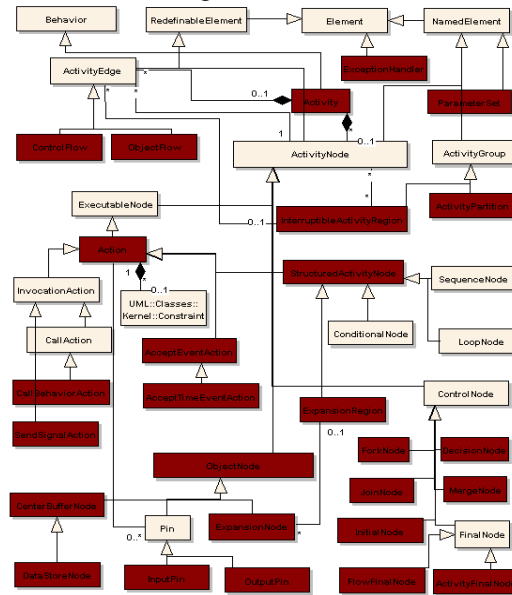 Behavior
RedefinableElement
Element
NamedElement
ActivityEdge
*
*
*
ExceptionHandler
0..1
Activity
ParameterSet
ControlFlow
ObjectFlow
1
0..1
*
ActivityNode
ActivityGroup
*
ExecutableNode
*
0..1
InterruptibleActivityRegion
ActivityPartition
Action
1
*
0..1
StructuredActivityNode
SequenceNode
InvocationAction
UML::Classes::
Kernel::Constraint
ConditionalNode
LoopNode
CallAction
AcceptEventAction
CallBehaviorAction
AcceptTimeEventAction
ExpansionRegion
ControlNode
SendSignalAction
0..1
ForkNode
DecisionNode
ObjectNode
JoinNode
MergeNode
CenterBufferNode
Pin
ExpansionNode
*
InitialNode
FinalNode
0..*
DataStoreNode
InputPin
OutputPin
FlowFinalNode
ActivityFinalNode